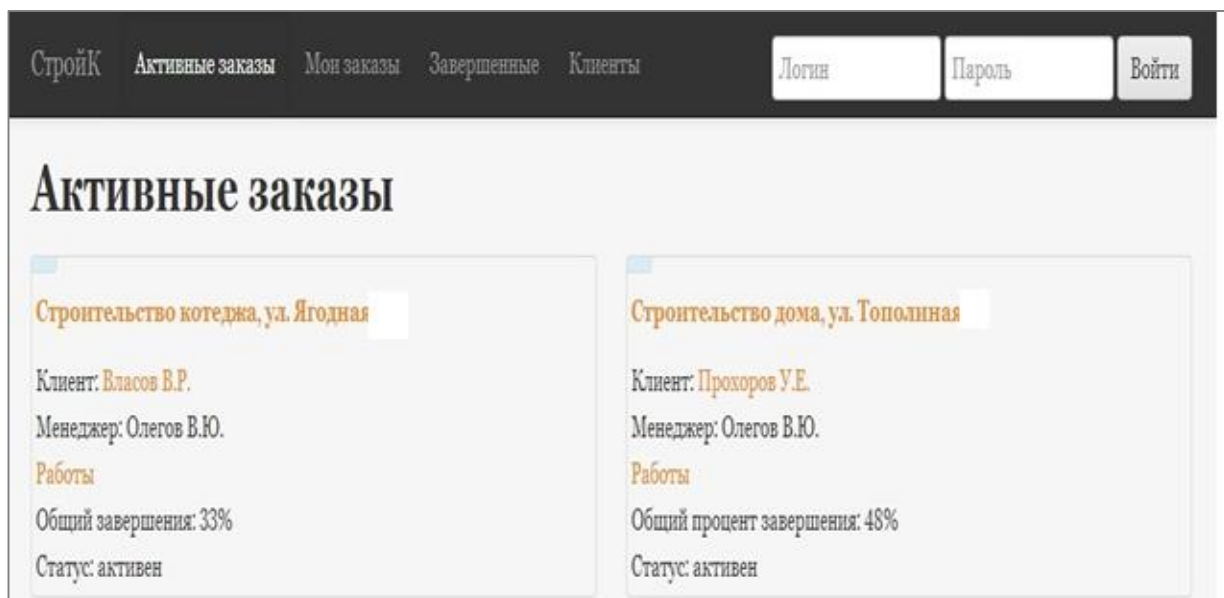 СтройК Активные заказы Мои заказы Завершенные Клиенты Логин Пароль Войти
Активные заказы
Строительство котеджа, ул. Ягодная
Клиент: Власов В.Р.
Менеджер: Олегов В.Ю.
Работы
Общий завершения: 33%
Статус: активен
Строительство дома, ул. Тополиная
Клиент: Прохоров У.Е.
Менеджер: Олегов В.Ю.
Работы
Общий процент завершения: 48%
Статус: активен